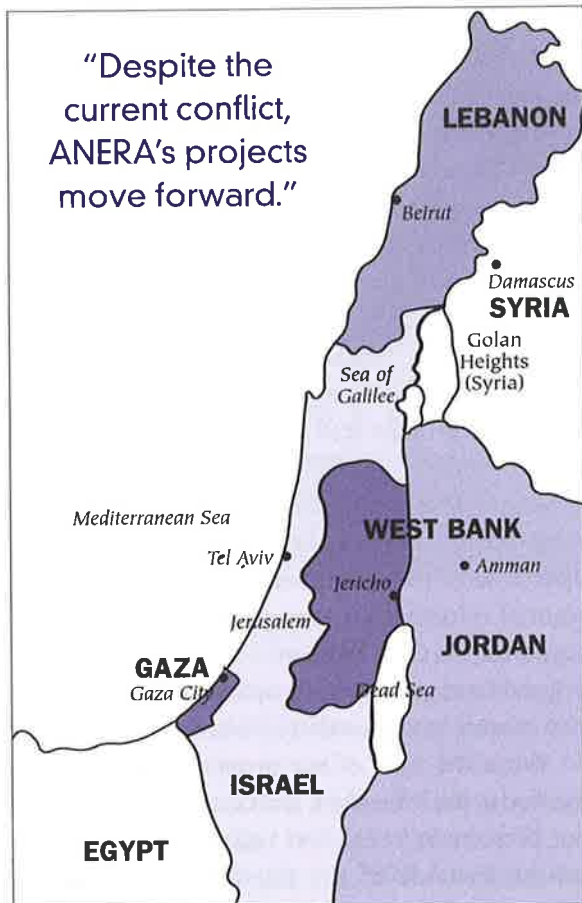 "Despite the
current conflict,
ANERA's projects
move forward."
LEBANON
Beirut
Damascus
SYRIA
Golan
Heights
(Syria)
Sea of
Galilee
Mediterranean Sea
WEST BANK
Tel Aviv
Amman
Jericho
Jerusalem
JORDAN
GAZA
Gaza City
Dead Sea
ISRAEL
EGYPT